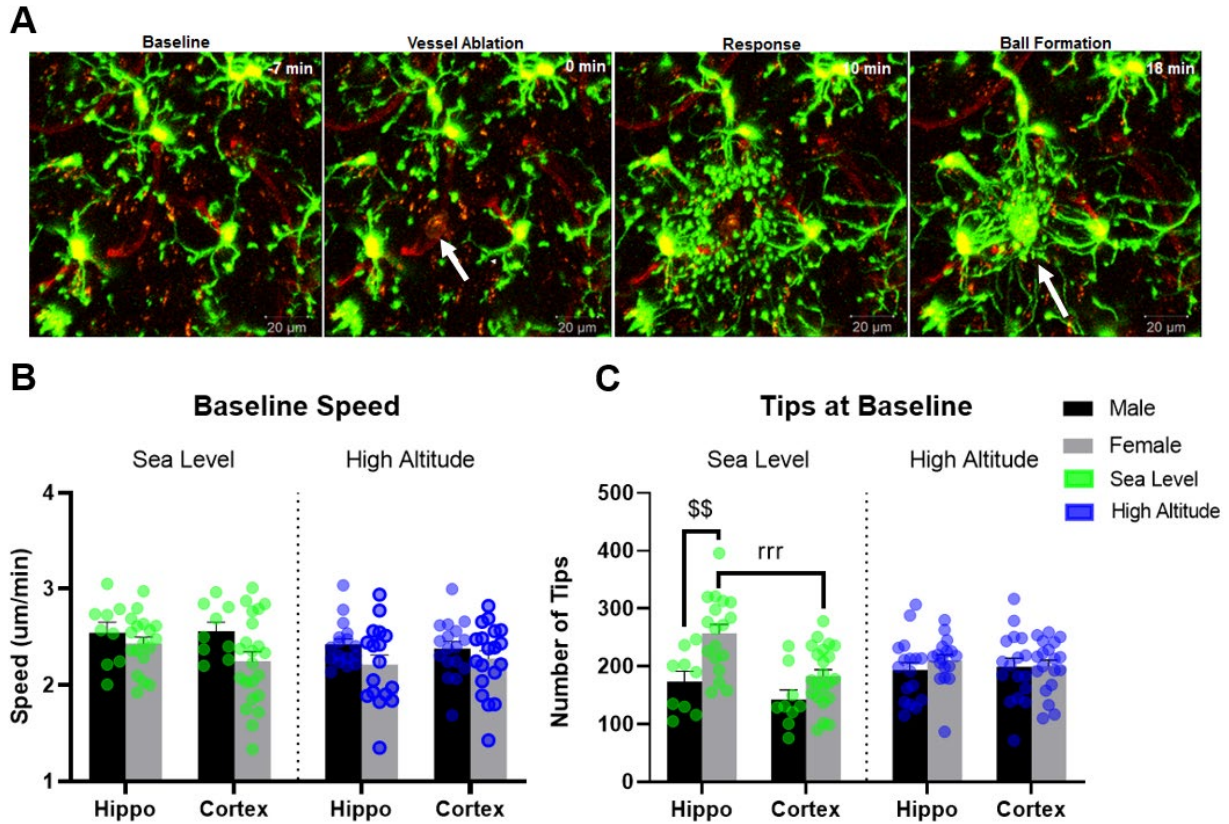 A
Baseline
Vessel Ablation
Response
Ball Formation
-7 min
0 min
10 min
18 min
20 µm
20 µm
20 µm
20 µm
B
Baseline Speed
Sea Level
High Altitude
Speed (um/min)
4
3
2
1
Hippo
Cortex
Hippo
Cortex
C
Tips at Baseline
Male
Female
Sea Level
High Altitude
Sea Level
High Altitude
Number of Tips
500
400
300
200
100
0
$$
rrr
Hippo
Cortex
Hippo
Cortex